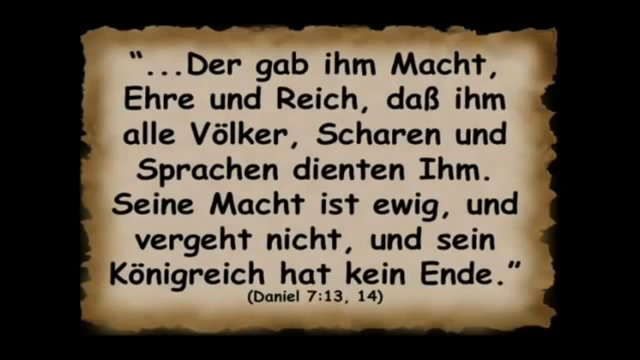 “...Der gab ihm Macht,
Ehre und Reich, daß ihm
alle Völker, Scharen und
Sprachen dienten Ihm.
Seine Macht ist ewig, und
vergeht nicht, und sein
Königreich hat kein Ende.”
(Daniel 7:13, 14)